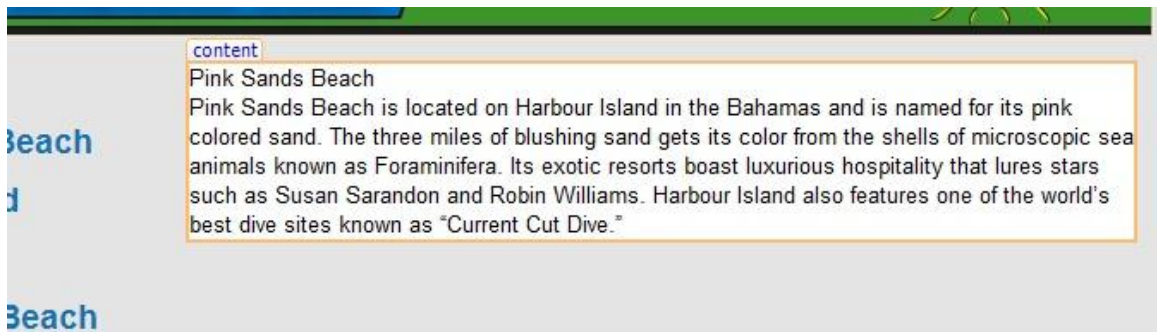 content
Pink Sands Beach
Pink Sands Beach is located on Harbour Island in the Bahamas and is named for its pink
colored sand. The three miles of blushing sand gets its color from the shells of microscopic sea
animals known as Foraminifera. Its exotic resorts boast luxurious hospitality that lures stars
such as Susan Sarandon and Robin Williams. Harbour Island also features one of the world’s
best dive sites known as “Current Cut Dive.”
Beach
d
Beach